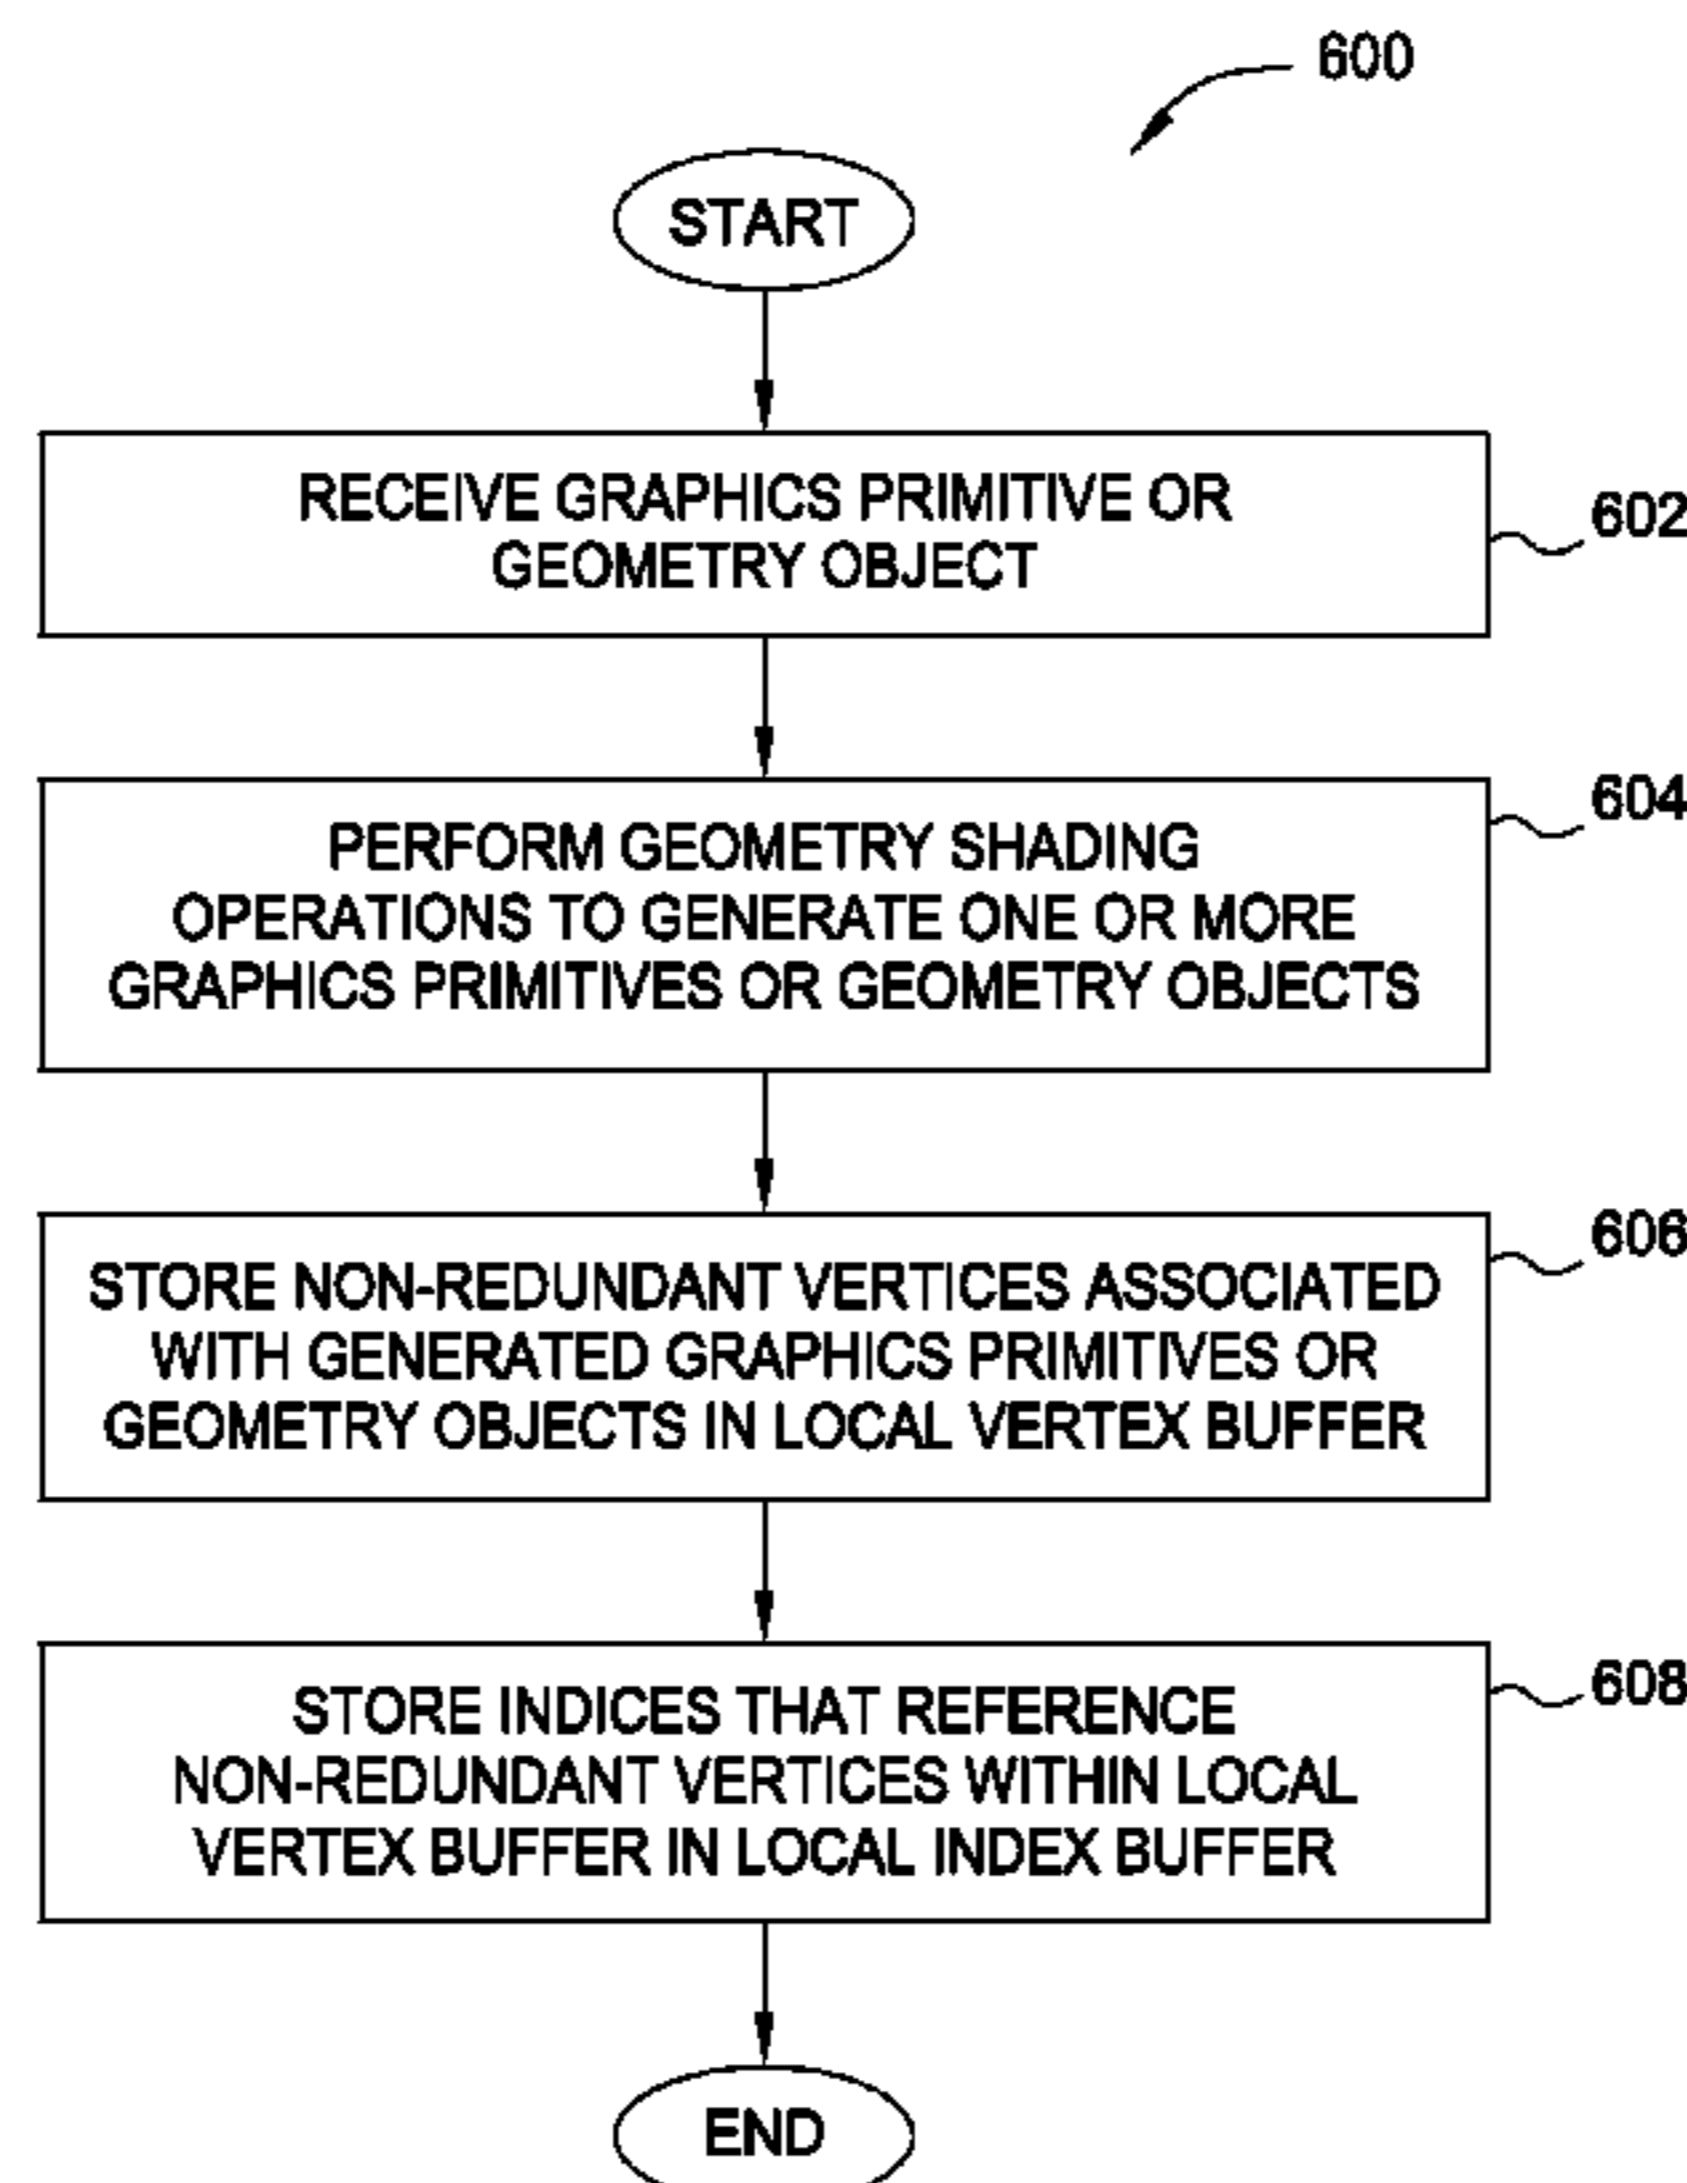 600
START
RECEIVE GRAPHICS PRIMITIVE OR
GEOMETRY OBJECT
602
PERFORM GEOMETRY SHADING
OPERATIONS TO GENERATE ONE OR MORE
GRAPHICS PRIMITIVES OR GEOMETRY OBJECTS
604
STORE NON-REDUNDANT VERTICES ASSOCIATED
WITH GENERATED GRAPHICS PRIMITIVES OR
GEOMETRY OBJECTS IN LOCAL VERTEX BUFFER
606
STORE INDICES THAT REFERENCE
NON-REDUNDANT VERTICES WITHIN LOCAL
VERTEX BUFFER IN LOCAL INDEX BUFFER
608
END